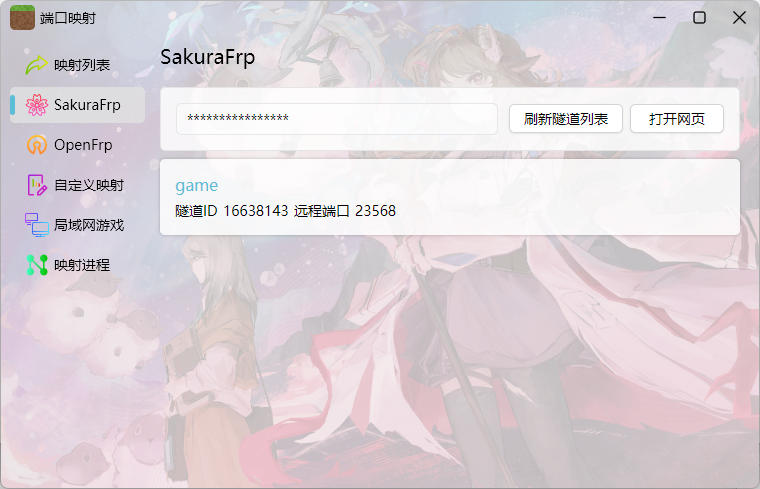 端口映射
映射列表
SakuraFrp
OpenFrp
自定义映射
局域网游戏
映射进程
SakuraFrp
****************
刷新隧道列表
打开网页
game
隧道ID 16638143 远程端口 23568